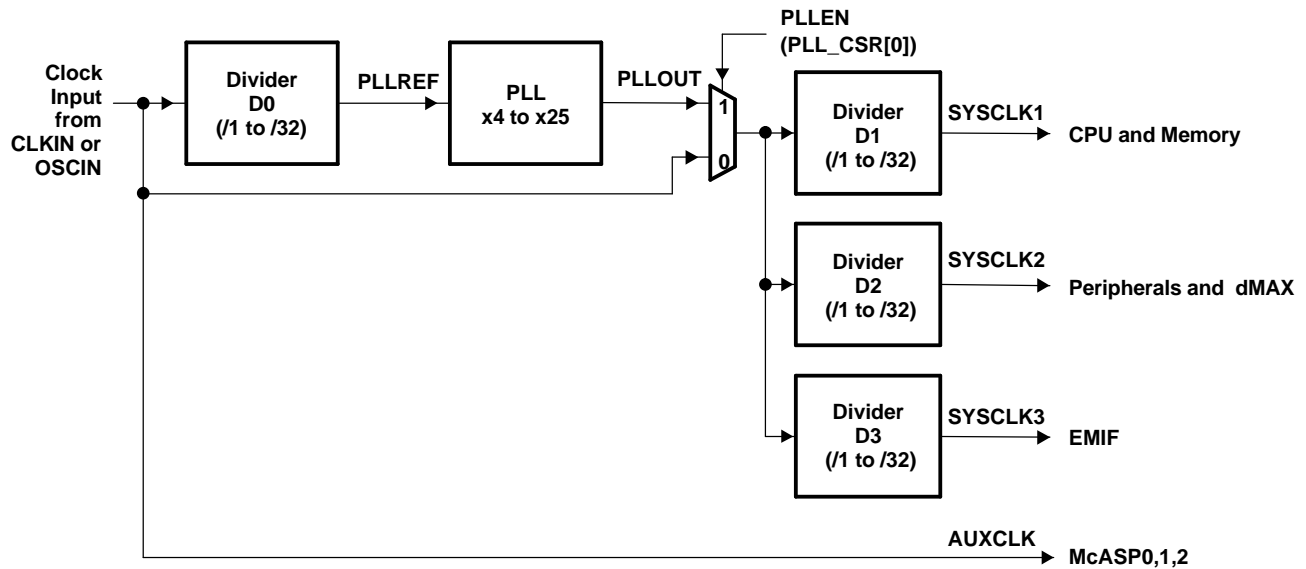 PLLEN
(PLL_CSR[0])
Clock
Input
from
CLKIN or
OSCIN
Divider
D0
(/1 to /32)
PLLREF
PLL
x4 to x25
PLLOUT
1
0
Divider
D1
(/1 to /32)
SYSCLK1
CPU and Memory
Divider
D2
(/1 to /32)
SYSCLK2
Peripherals and dMAX
Divider
D3
(/1 to /32)
SYSCLK3
EMIF
AUXCLK
McASP0,1,2